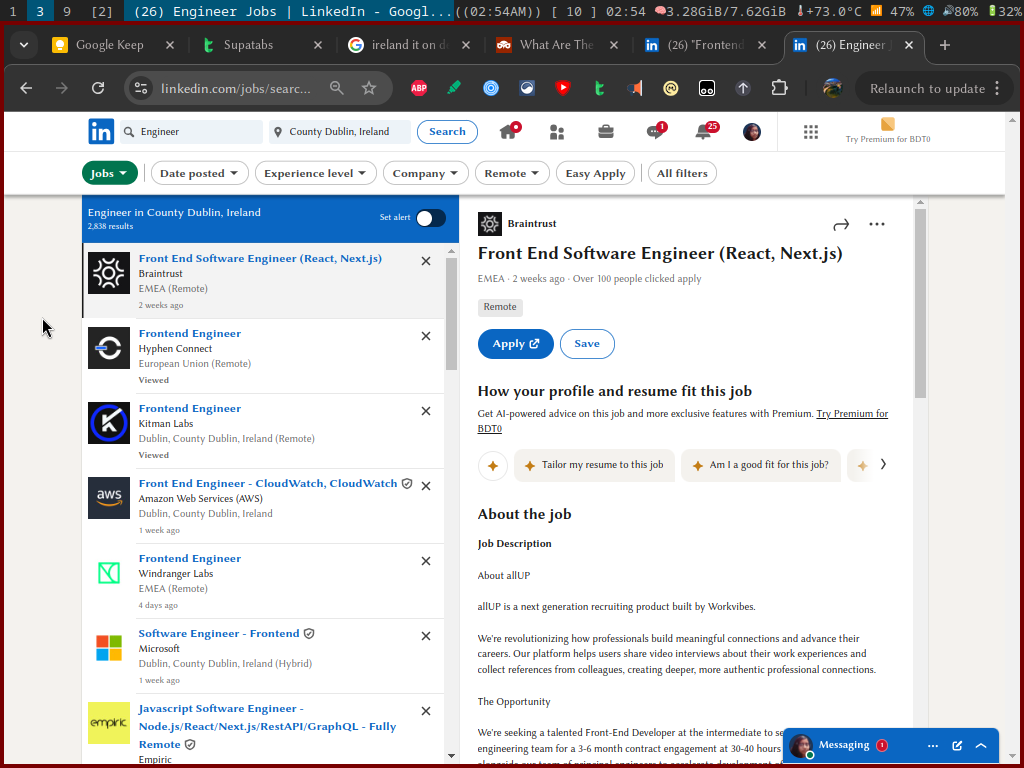 1 3 9 [2] (26) Engineer Jobs | LinkedIn - Googl...((02:54AM)) [ 10 ] 02:54 3.28GiB/7.62GiB +73.0°C 47% 80% 32%
Google Keep
Supatabs
ireland it on d
What Are The
(26) "Frontend
(26) Engineer J
linkedin.com/jobs/searc...
ABP
Relaunch to update
in
Engineer
County Dublin, Ireland
Search
1
25
Try Premium for BDT0
Jobs
Date posted
Experience level
Company
Remote
Easy Apply
All filters
Engineer in County Dublin, Ireland
2,838 results
Set alert
Front End Software Engineer (React, Next.js)
Braintrust
EMEA (Remote)
2 weeks ago
Frontend Engineer
Hyphen Connect
European Union (Remote)
Viewed
Frontend Engineer
Kitman Labs
Dublin, County Dublin, Ireland (Remote)
Viewed
aws
Front End Engineer - CloudWatch, CloudWatch
Amazon Web Services (AWS)
Dublin, County Dublin, Ireland
1 week ago
Frontend Engineer
Windranger Labs
EMEA (Remote)
4 days ago
Software Engineer - Frontend
Microsoft
Dublin, County Dublin, Ireland (Hybrid)
1 week ago
empiric
Javascript Software Engineer -
Node.js/React/Next.js/RestAPI/GraphQL - Fully
Remote
Empiric
Braintrust
Front End Software Engineer (React, Next.js)
EMEA · 2 weeks ago · Over 100 people clicked apply
Remote
Apply
Save
How your profile and resume fit this job
Get AI-powered advice on this job and more exclusive features with Premium. Try Premium for
BDT0
Tailor my resume to this job
Am I a good fit for this job?
About the job
Job Description
About allUP
allUP is a next generation recruiting product built by Workvibes.
We're revolutionizing how professionals build meaningful connections and advance their
careers. Our platform helps users share video interviews about their work experiences and
collect references from colleagues, creating deeper, more authentic professional connections.
The Opportunity
We're seeking a talented Front-End Developer at the intermediate to se
engineering team for a 3-6 month contract engagement at 30-40 hours
Messaging
1